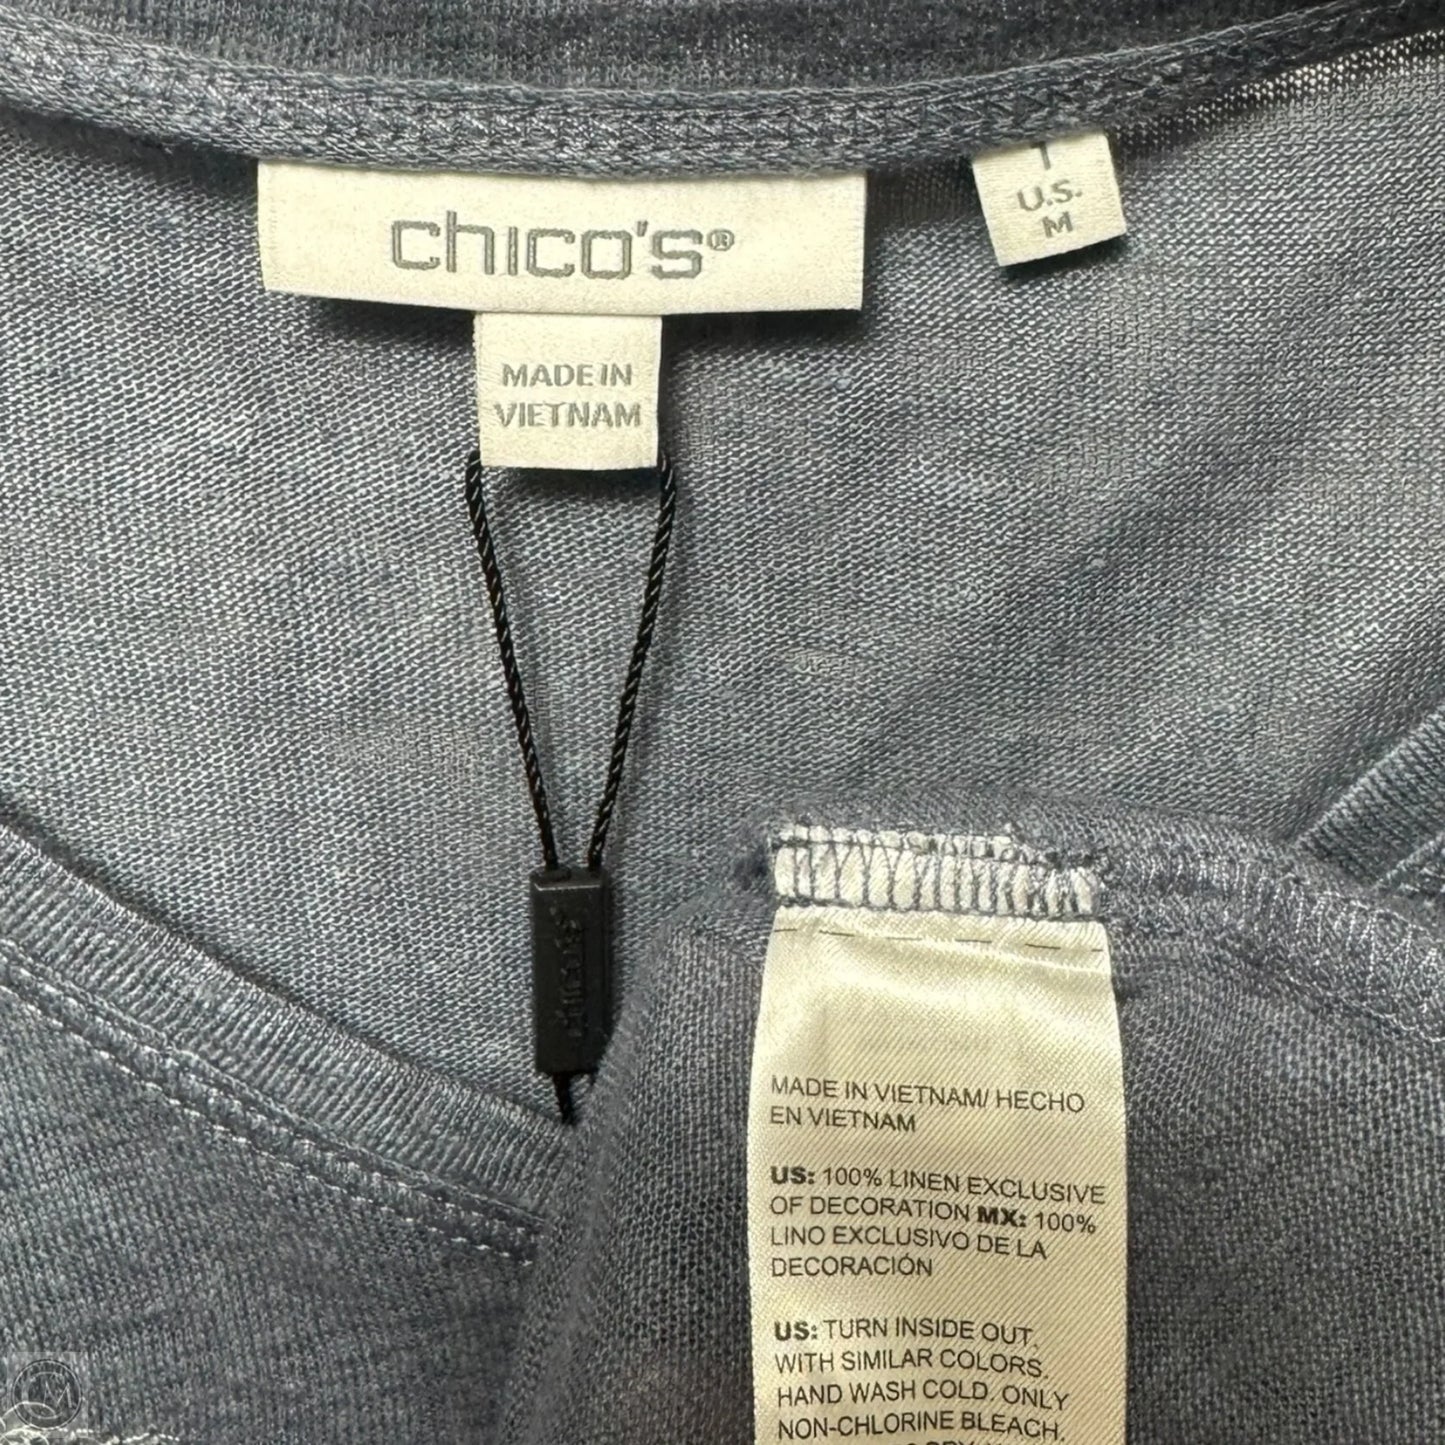 chico's®
1
U.S.
M
MADE IN
VIETNAM
chico's
MADE IN VIETNAM/ HECHO
EN VIETNAM
US: 100% LINEN EXCLUSIVE
OF DECORATION MX: 100%
LINO EXCLUSIVO DE LA
DECORACIÓN
US: TURN INSIDE OUT.
WITH SIMILAR COLORS.
HAND WASH COLD. ONLY
NON-CHLORINE BLEACH.